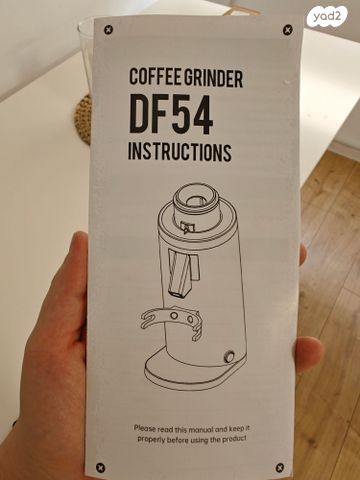 yad2
COFFEE GRINDER
DF54
INSTRUCTIONS
Please read this manual and keep it
properly before using the product